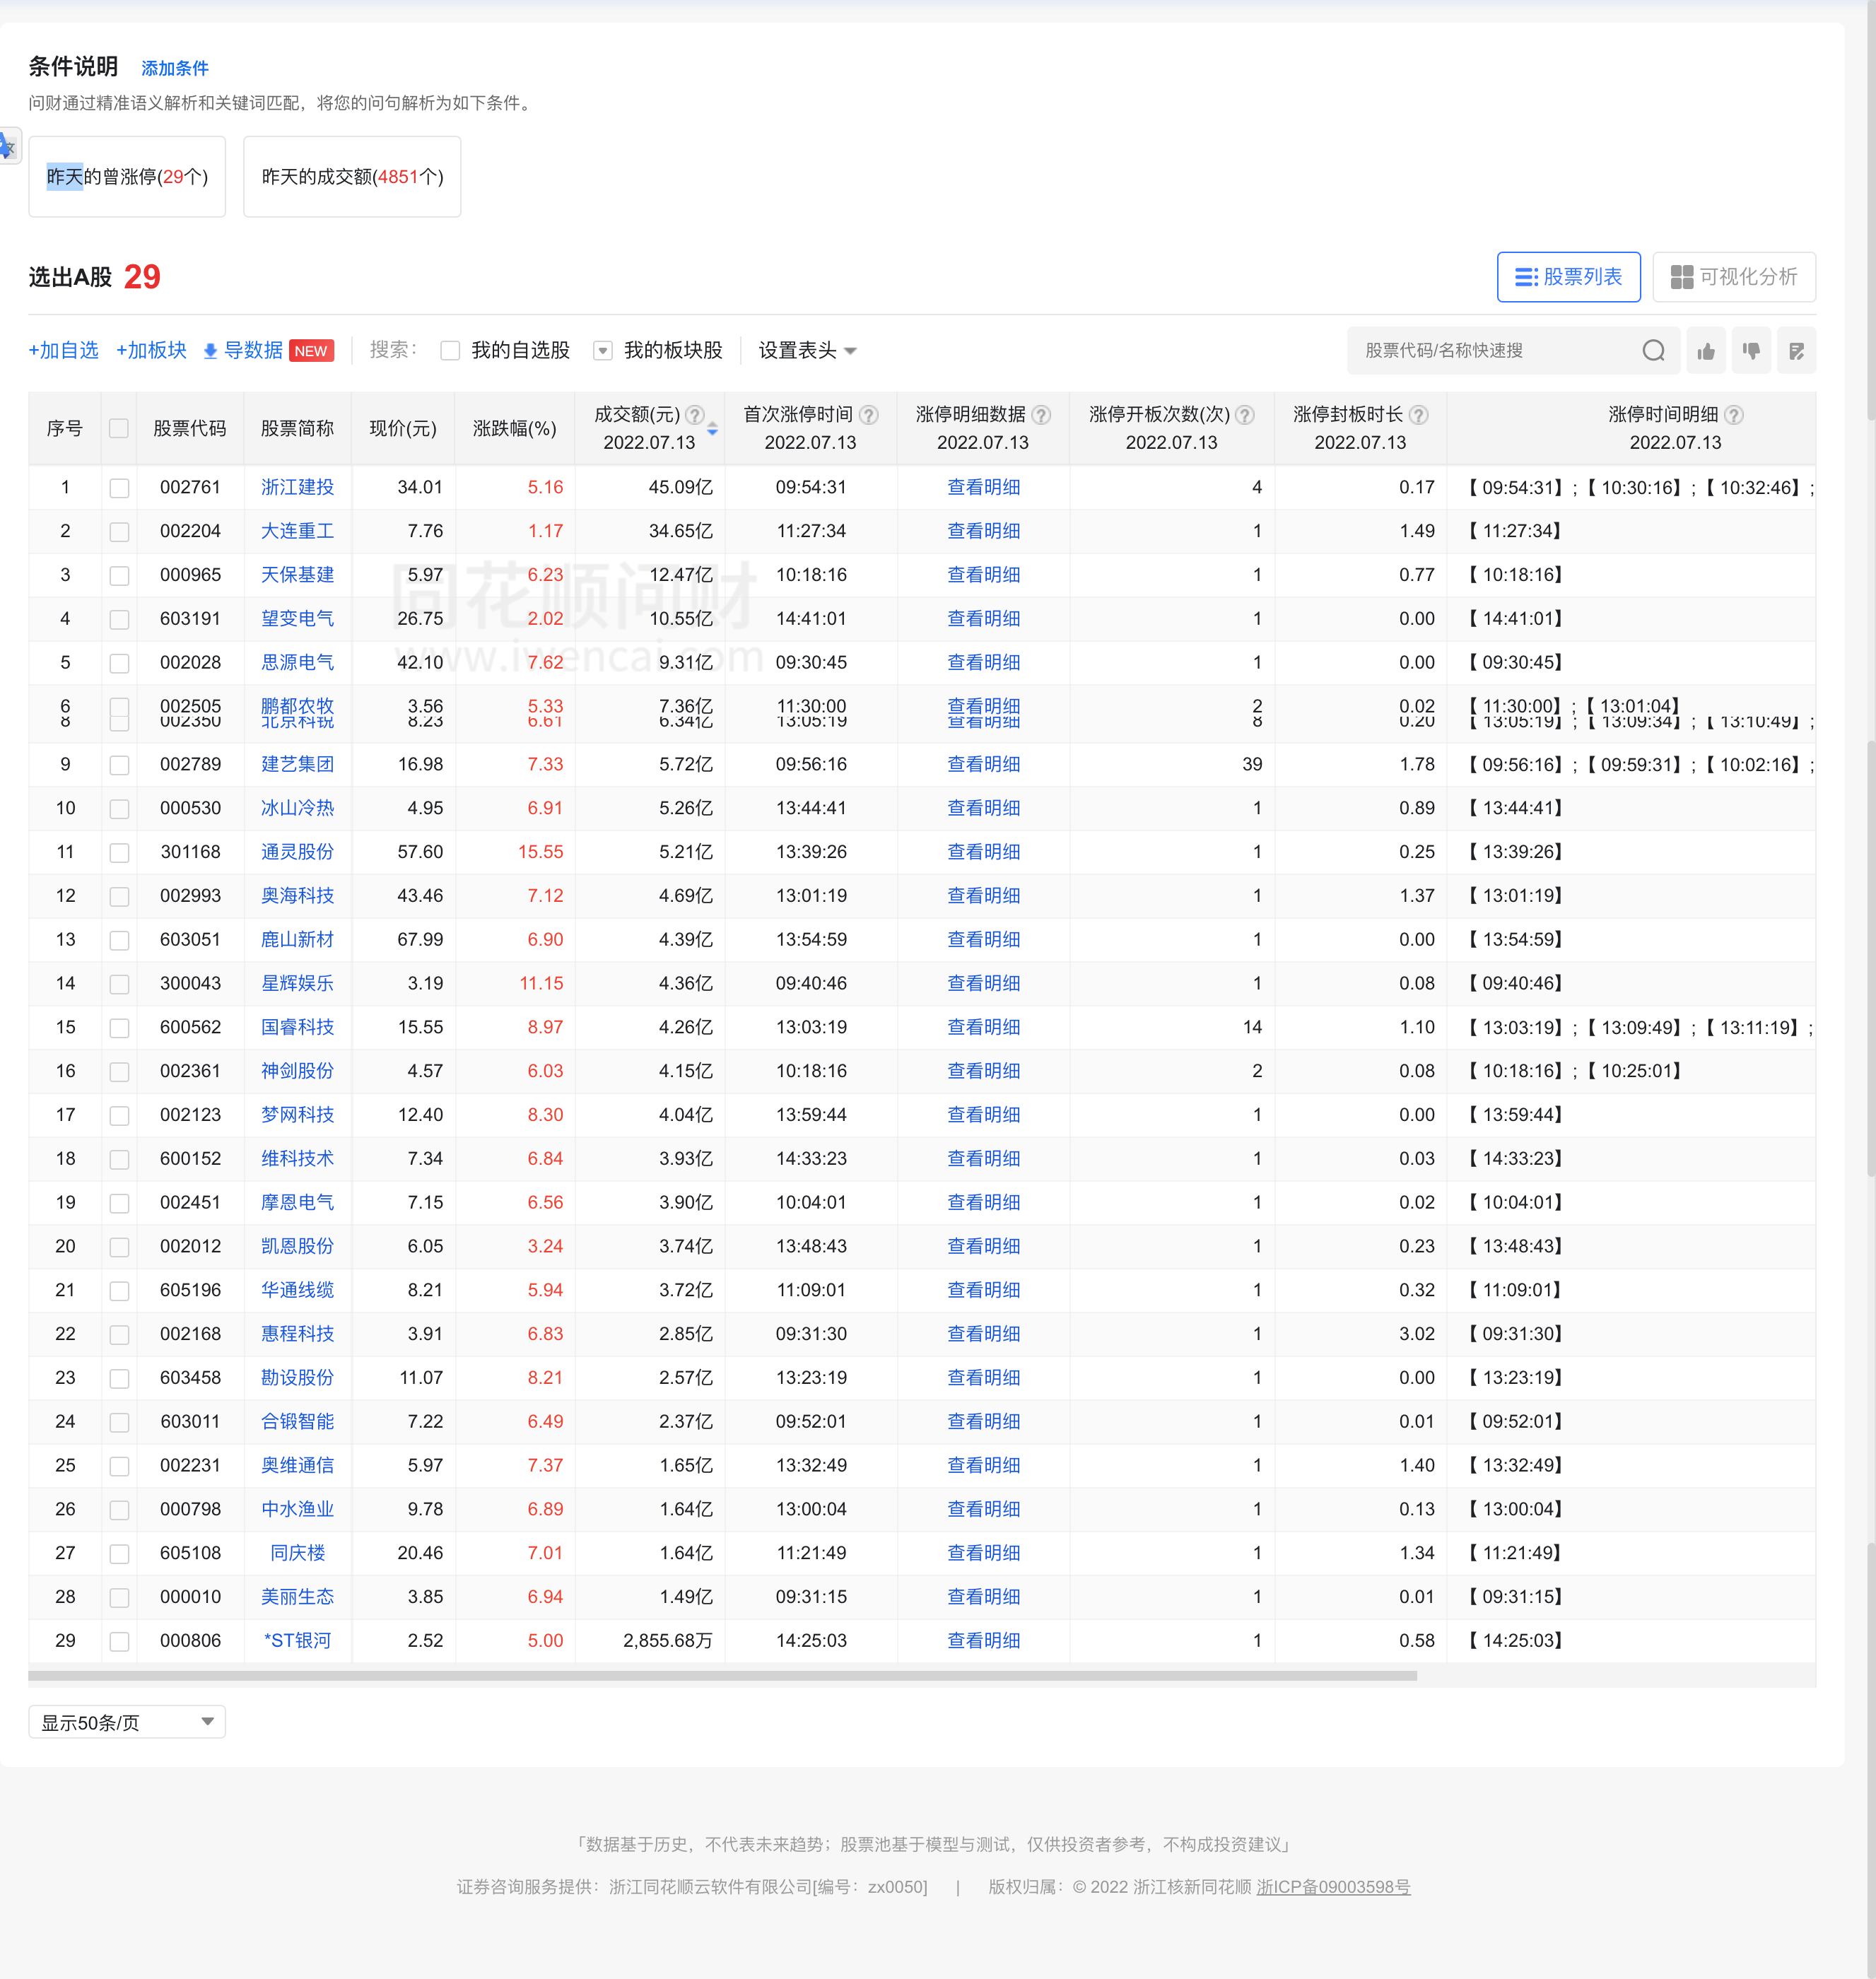 条件说明 添加条件
问财通过精准语义解析和关键词匹配，将您的问句解析为如下条件。
昨天的曾涨停(29个) 昨天的成交额(4851个)
选出A股 29 股票列表 可视化分析
+加自选 +加板块 导数据 NEW 搜索： 我的自选股 我的板块股 设置表头 股票代码/名称快速搜
序号 股票代码 股票简称 现价(元) 涨跌幅(%) 成交额(元) 2022.07.13 首次涨停时间 2022.07.13 涨停明细数据 2022.07.13 涨停开板次数(次) 2022.07.13 涨停封板时长 2022.07.13 涨停时间明细 2022.07.13
1 002761 浙江建投 34.01 5.16 45.09亿 09:54:31 查看明细 4 0.17 【 09:54:31】;【 10:30:16】;【 10:32:46】;
2 002204 大连重工 7.76 1.17 34.65亿 11:27:34 查看明细 1 1.49 【 11:27:34】
3 000965 天保基建 5.97 6.23 12.47亿 10:18:16 查看明细 1 0.77 【 10:18:16】
4 603191 望变电气 26.75 2.02 10.55亿 14:41:01 查看明细 1 0.00 【 14:41:01】
5 002028 思源电气 42.10 7.62 9.31亿 09:30:45 查看明细 1 0.00 【 09:30:45】
同花顺问财
www.iwencai.com
6 002505 鹏都农牧 3.56 5.33 7.36亿 11:30:00 查看明细 2 0.02 【 11:30:00】;【 13:01:04】
8 002350 北京科锐 8.23 6.61 6.34亿 13:05:19 查看明细 8 0.20 【 13:05:19】;【 13:09:34】;【 13:10:49】;
9 002789 建艺集团 16.98 7.33 5.72亿 09:56:16 查看明细 39 1.78 【 09:56:16】;【 09:59:31】;【 10:02:16】;
10 000530 冰山冷热 4.95 6.91 5.26亿 13:44:41 查看明细 1 0.89 【 13:44:41】
11 301168 通灵股份 57.60 15.55 5.21亿 13:39:26 查看明细 1 0.25 【 13:39:26】
12 002993 奥海科技 43.46 7.12 4.69亿 13:01:19 查看明细 1 1.37 【 13:01:19】
13 603051 鹿山新材 67.99 6.90 4.39亿 13:54:59 查看明细 1 0.00 【 13:54:59】
14 300043 星辉娱乐 3.19 11.15 4.36亿 09:40:46 查看明细 1 0.08 【 09:40:46】
15 600562 国睿科技 15.55 8.97 4.26亿 13:03:19 查看明细 14 1.10 【 13:03:19】;【 13:09:49】;【 13:11:19】;
16 002361 神剑股份 4.57 6.03 4.15亿 10:18:16 查看明细 2 0.08 【 10:18:16】;【 10:25:01】
17 002123 梦网科技 12.40 8.30 4.04亿 13:59:44 查看明细 1 0.00 【 13:59:44】
18 600152 维科技术 7.34 6.84 3.93亿 14:33:23 查看明细 1 0.03 【 14:33:23】
19 002451 摩恩电气 7.15 6.56 3.90亿 10:04:01 查看明细 1 0.02 【 10:04:01】
20 002012 凯恩股份 6.05 3.24 3.74亿 13:48:43 查看明细 1 0.23 【 13:48:43】
21 605196 华通线缆 8.21 5.94 3.72亿 11:09:01 查看明细 1 0.32 【 11:09:01】
22 002168 惠程科技 3.91 6.83 2.85亿 09:31:30 查看明细 1 3.02 【 09:31:30】
23 603458 勘设股份 11.07 8.21 2.57亿 13:23:19 查看明细 1 0.00 【 13:23:19】
24 603011 合锻智能 7.22 6.49 2.37亿 09:52:01 查看明细 1 0.01 【 09:52:01】
25 002231 奥维通信 5.97 7.37 1.65亿 13:32:49 查看明细 1 1.40 【 13:32:49】
26 000798 中水渔业 9.78 6.89 1.64亿 13:00:04 查看明细 1 0.13 【 13:00:04】
27 605108 同庆楼 20.46 7.01 1.64亿 11:21:49 查看明细 1 1.34 【 11:21:49】
28 000010 美丽生态 3.85 6.94 1.49亿 09:31:15 查看明细 1 0.01 【 09:31:15】
29 000806 *ST银河 2.52 5.00 2,855.68万 14:25:03 查看明细 1 0.58 【 14:25:03】
显示50条/页
「数据基于历史，不代表未来趋势；股票池基于模型与测试，仅供投资者参考，不构成投资建议」
证券咨询服务提供：浙江同花顺云软件有限公司[编号：zx0050] | 版权归属：© 2022 浙江核新同花顺 浙ICP备09003598号